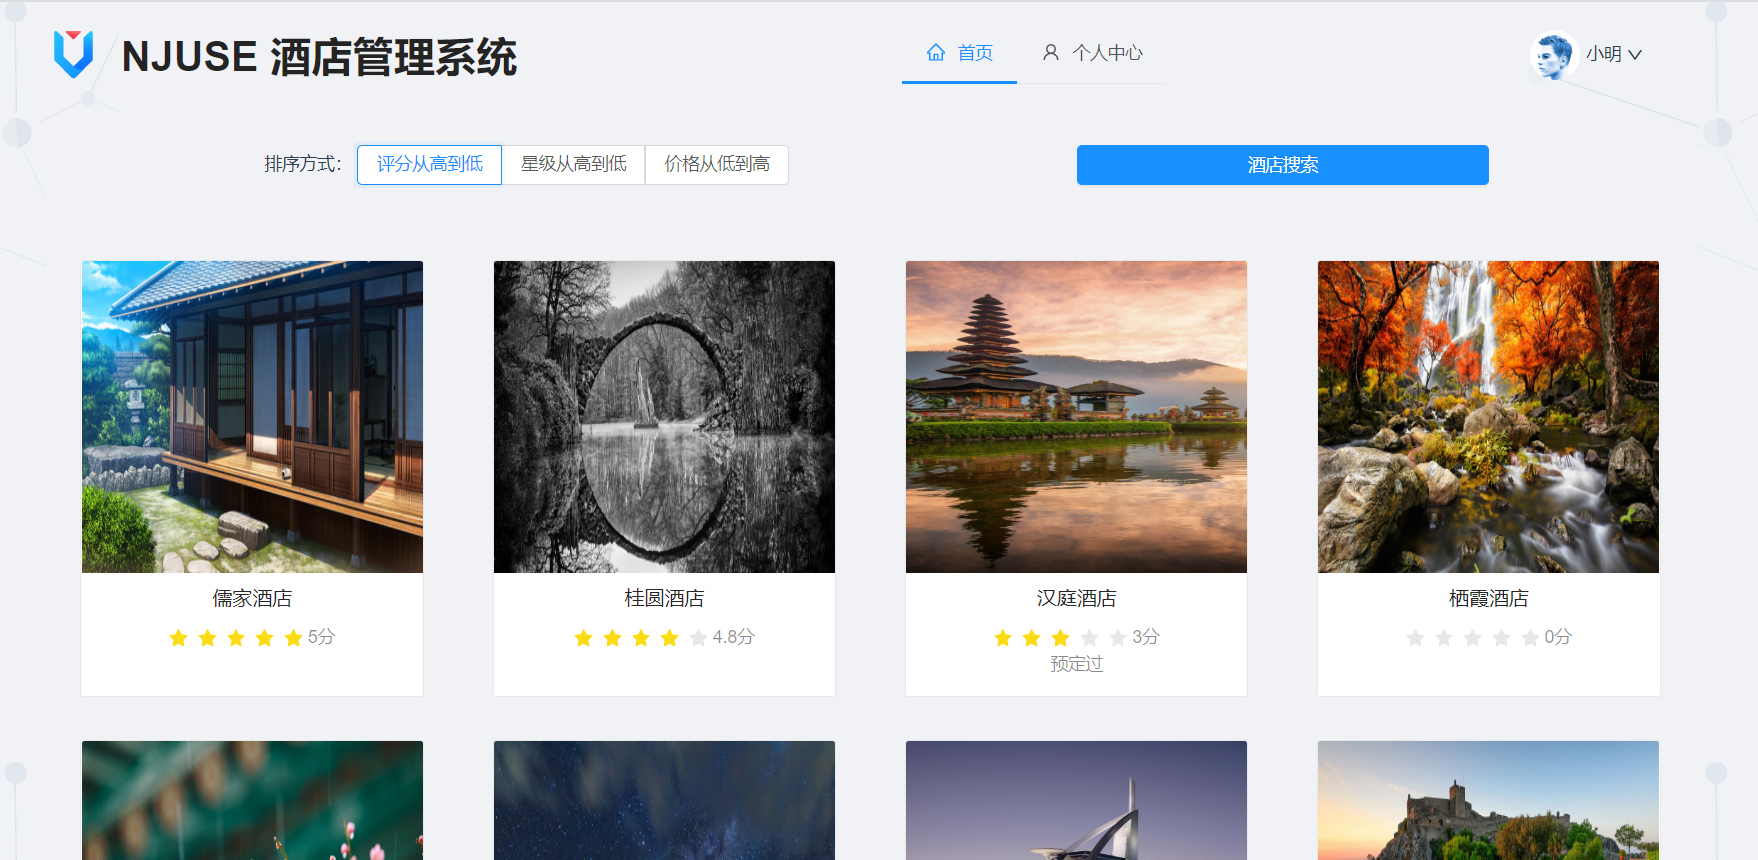 NJUSE 酒店管理系统
首页
个人中心
小明
排序方式：
评分从高到低
星级从高到低
价格从低到高
酒店搜索
儒家酒店
5分
桂圆酒店
4.8分
汉庭酒店
3分
预定过
栖霞酒店
0分